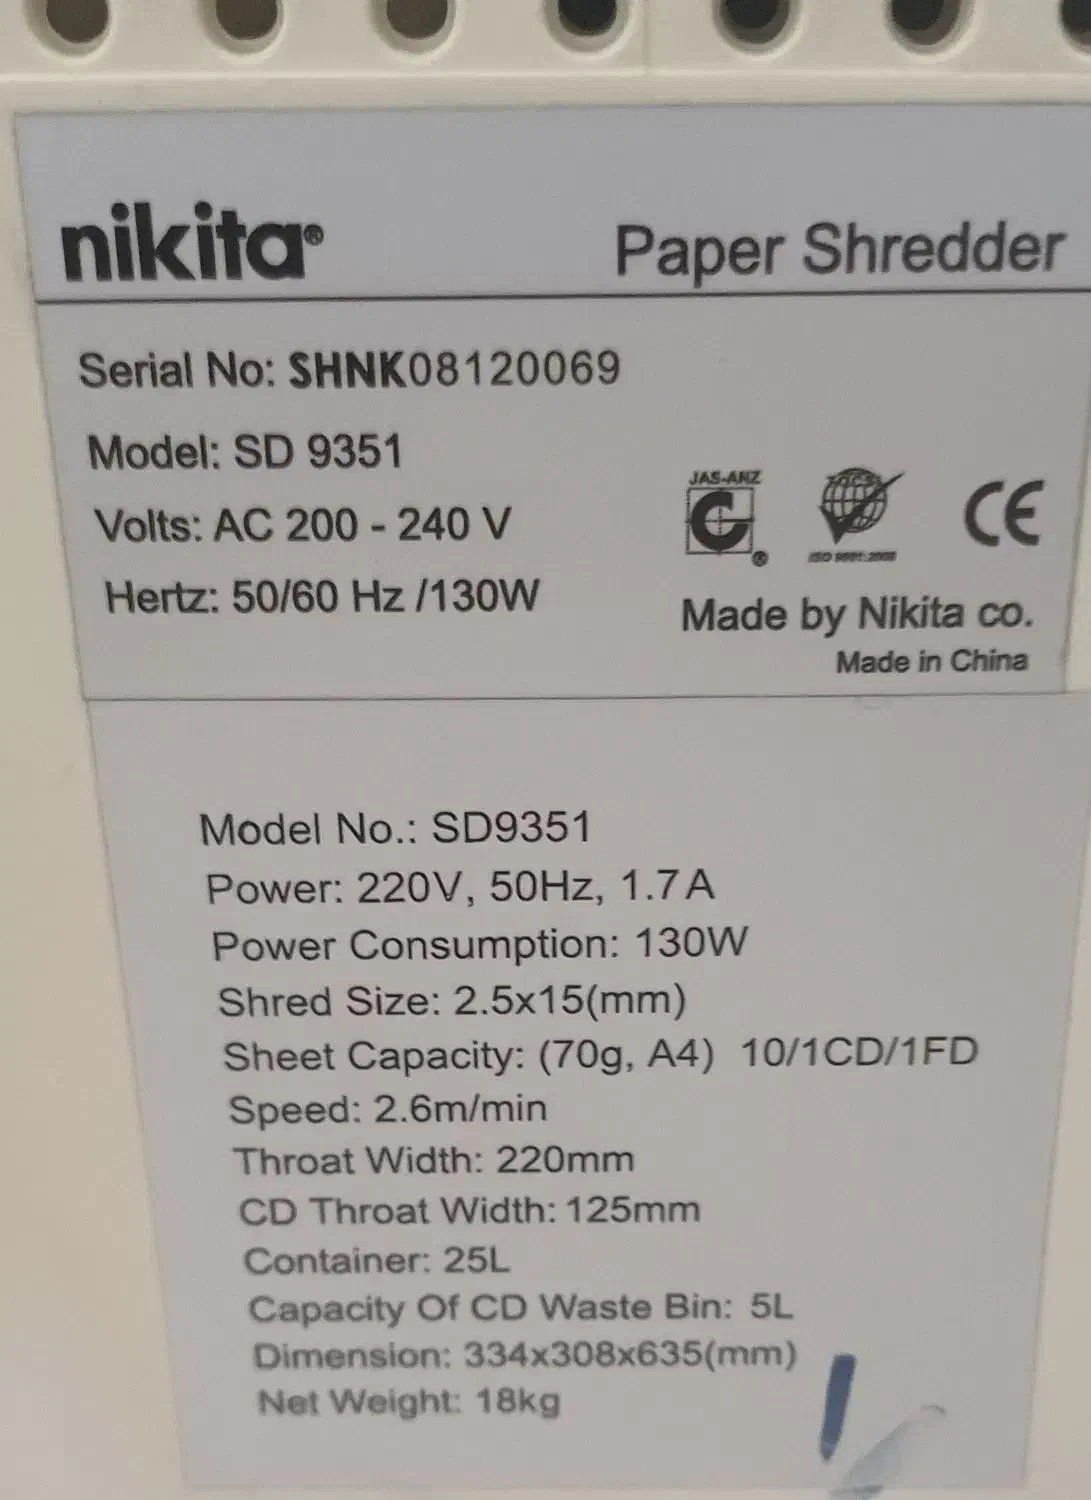 nikita®
Paper Shredder
Serial No: SHNK08120069
Model: SD 9351
Volts: AC 200 - 240 V
Hertz: 50/60 Hz /130W
JAS-ANZ
®
ISO 9001:2008
CE
Made by Nikita co.
Made in China
Model No.: SD9351
Power: 220V, 50Hz, 1.7A
Power Consumption: 130W
Shred Size: 2.5x15(mm)
Sheet Capacity: (70g, A4) 10/1CD/1FD
Speed: 2.6m/min
Throat Width: 220mm
CD Throat Width: 125mm
Container: 25L
Capacity Of CD Waste Bin: 5L
Dimension: 334x308x635(mm)
Net Weight: 18kg